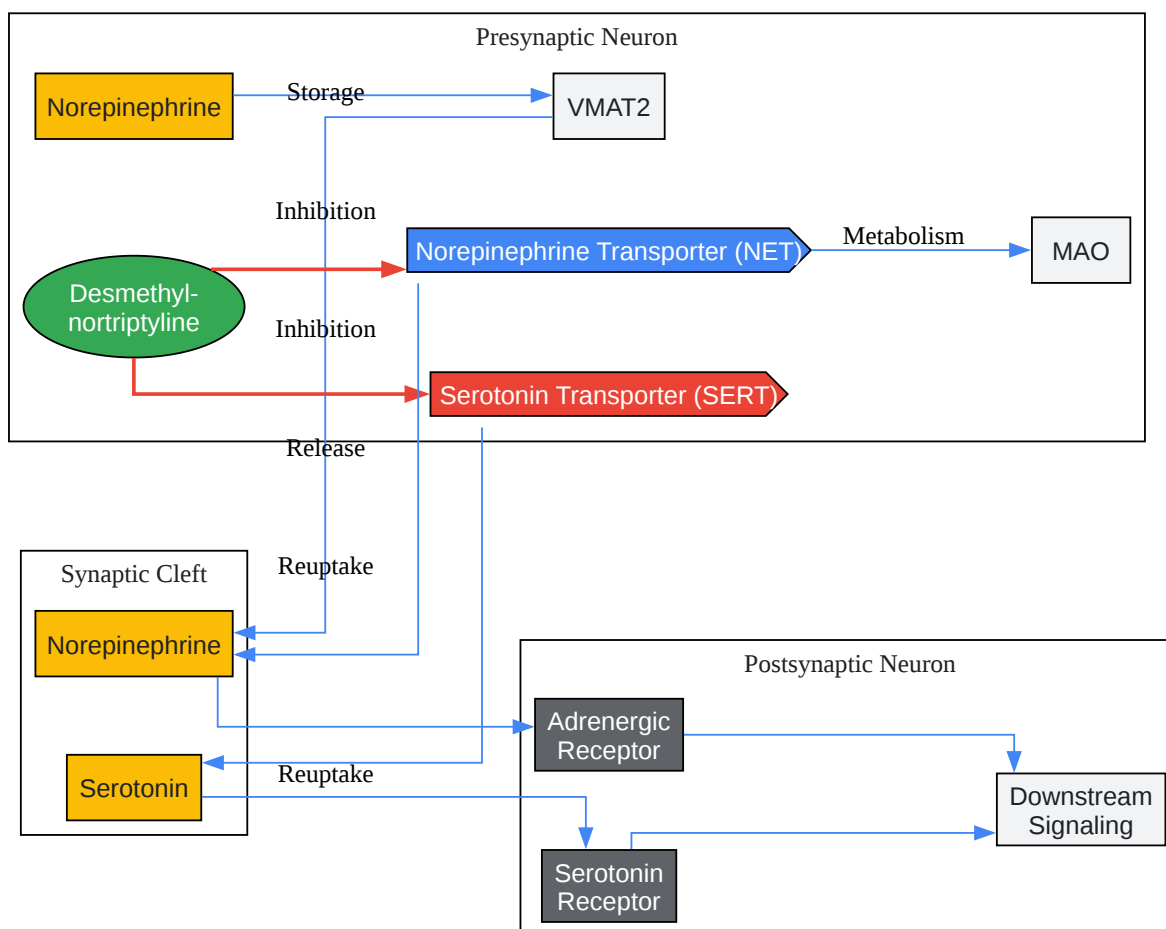 Presynaptic Neuron
Norepinephrine
Storage
VMAT2
Inhibition
Norepinephrine Transporter (NET)
Metabolism
MAO
Desmethyl-
nortriptyline
Inhibition
Serotonin Transporter (SERT)
Release
Synaptic Cleft
Reuptake
Norepinephrine
Postsynaptic Neuron
Adrenergic
Receptor
Serotonin
Reuptake
Downstream
Signaling
Serotonin
Receptor